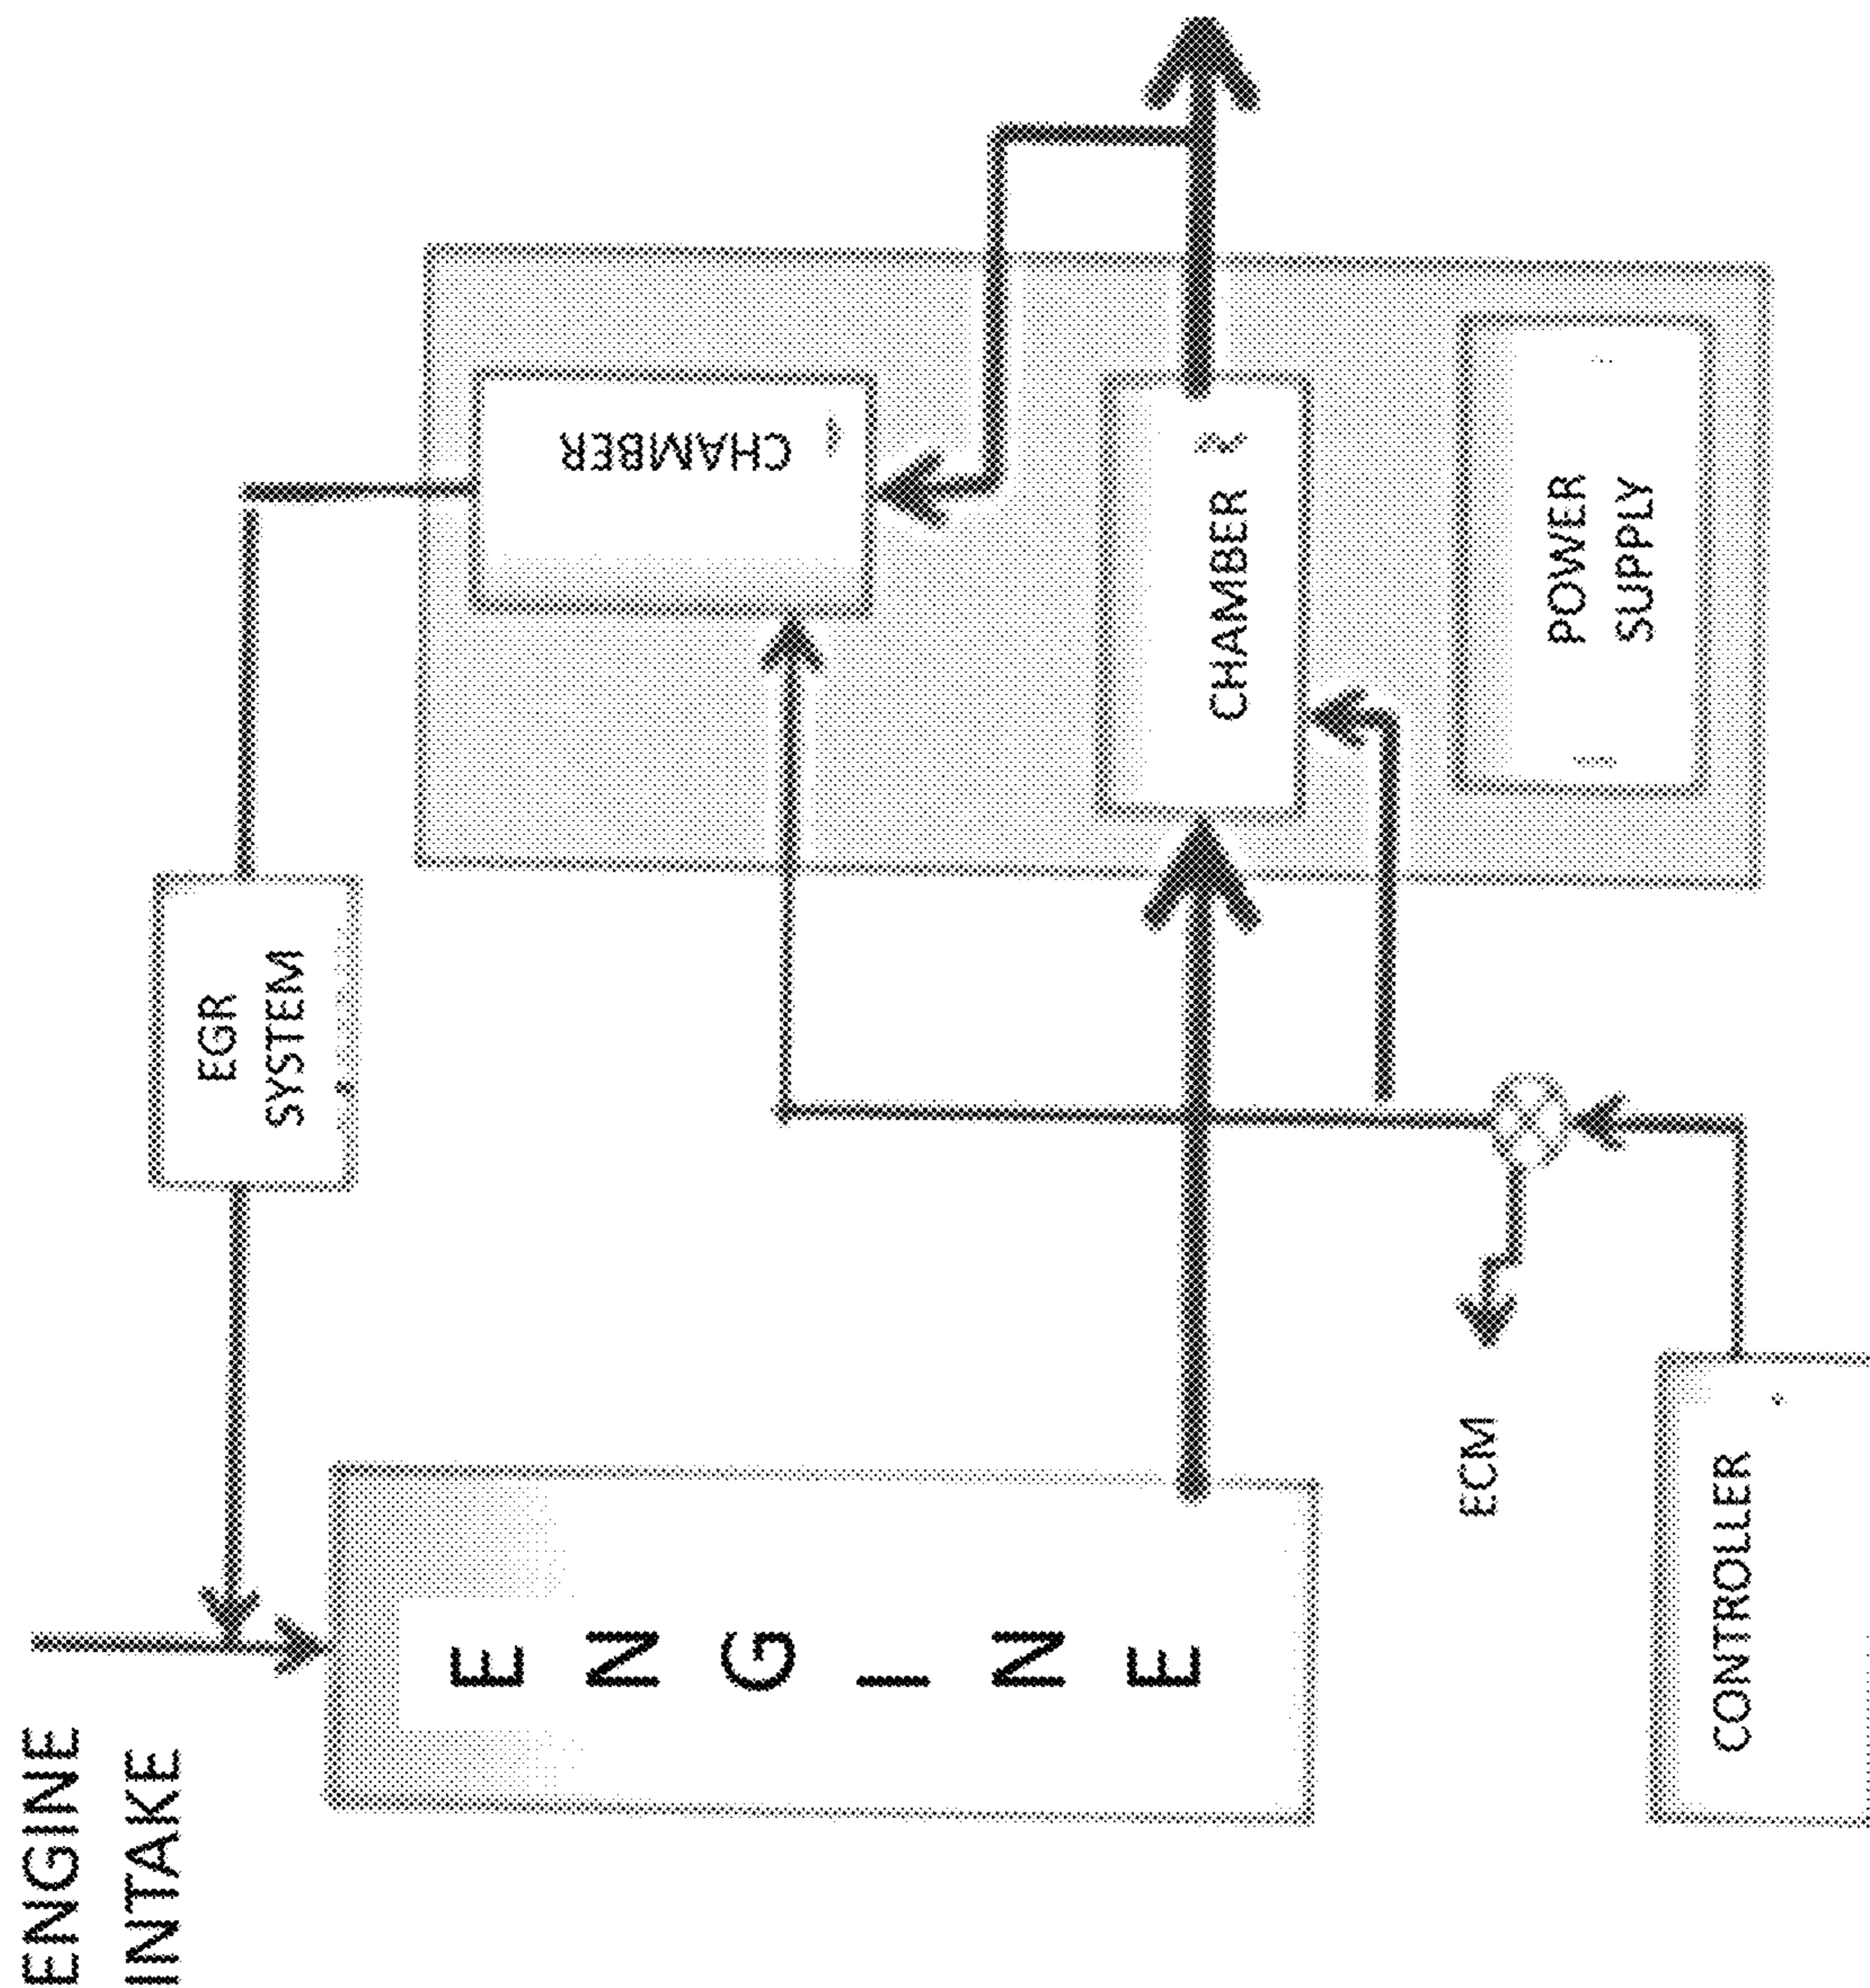 ENGINE
INTAKE
EGR
SYSTEM
ENGINE
CHAMBER
CHAMBER
POWER
SUPPLY
ECM
CONTROLLER